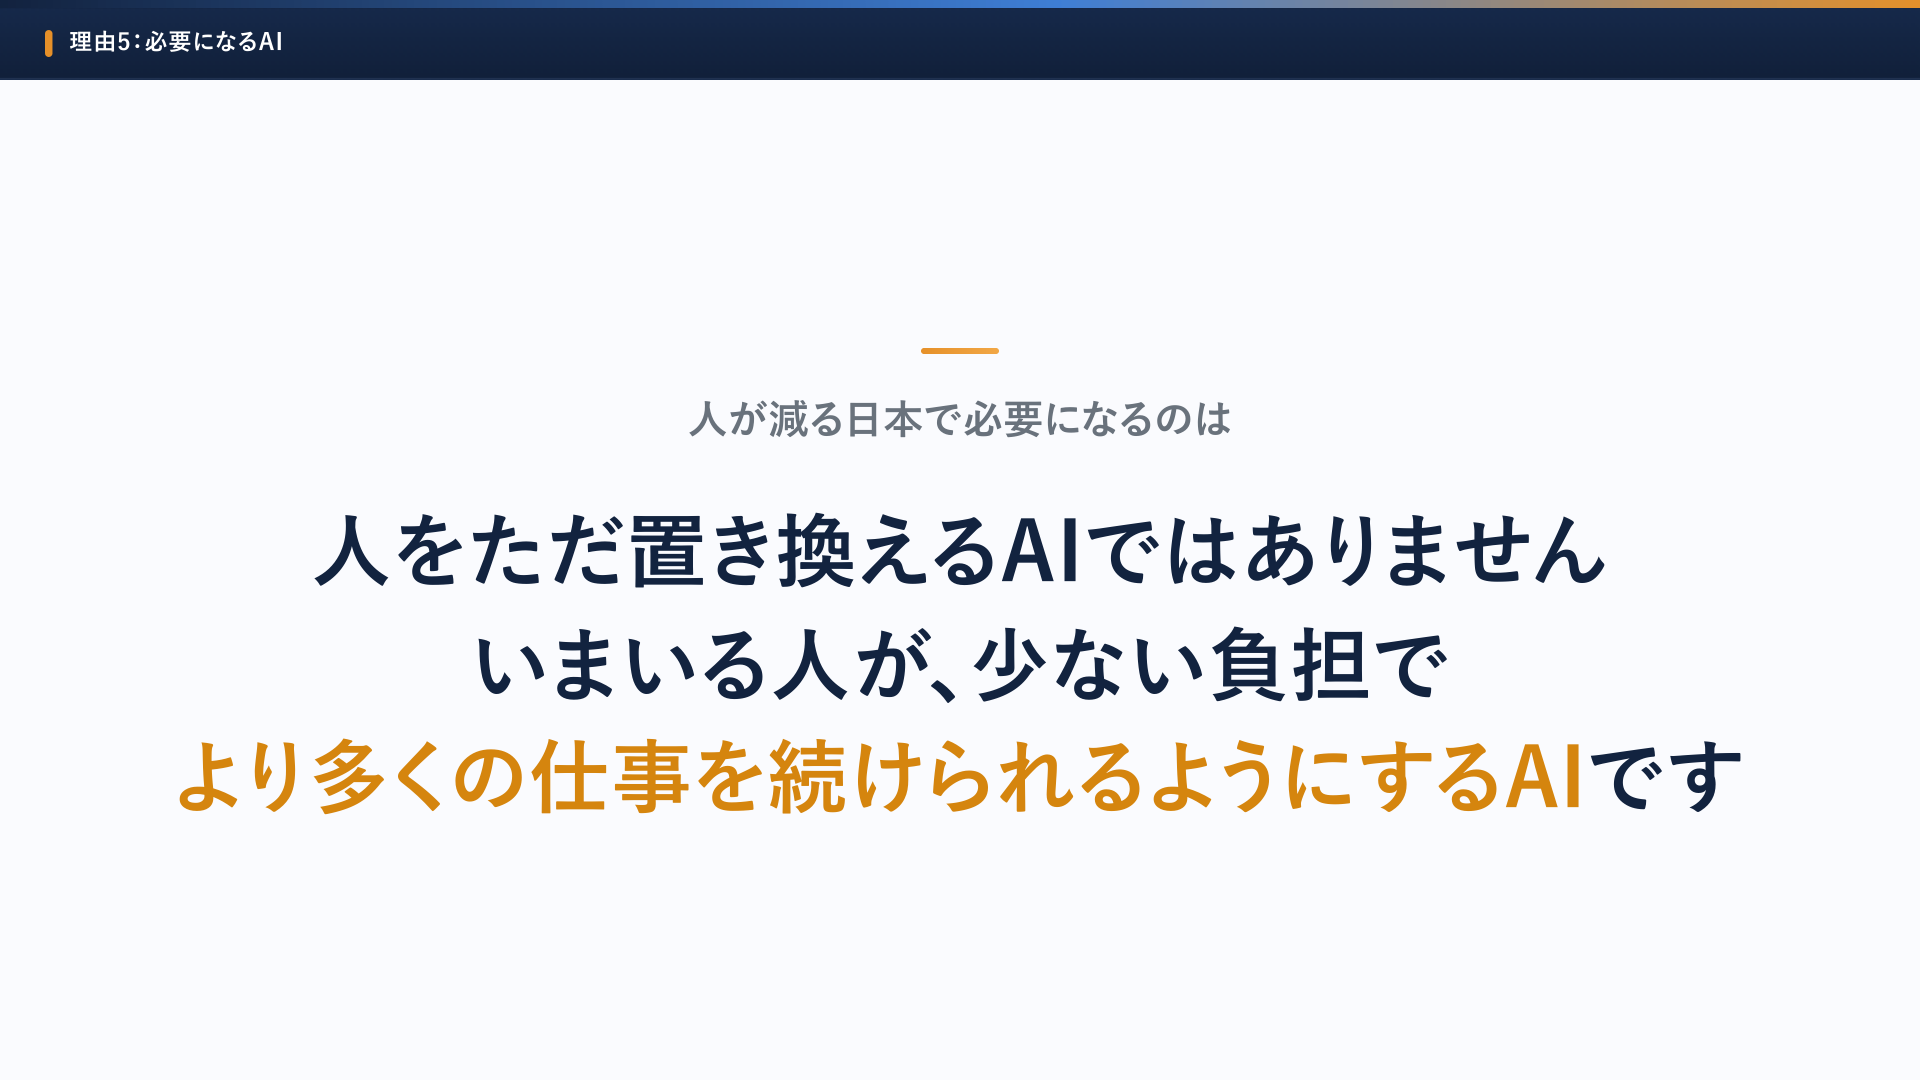 理由5：必要になるAI
人が減る日本で必要になるのは
人をただ置き換えるAIではありません
いまいる人が、少ない負担で
より多くの仕事を続けられるようにするAIです